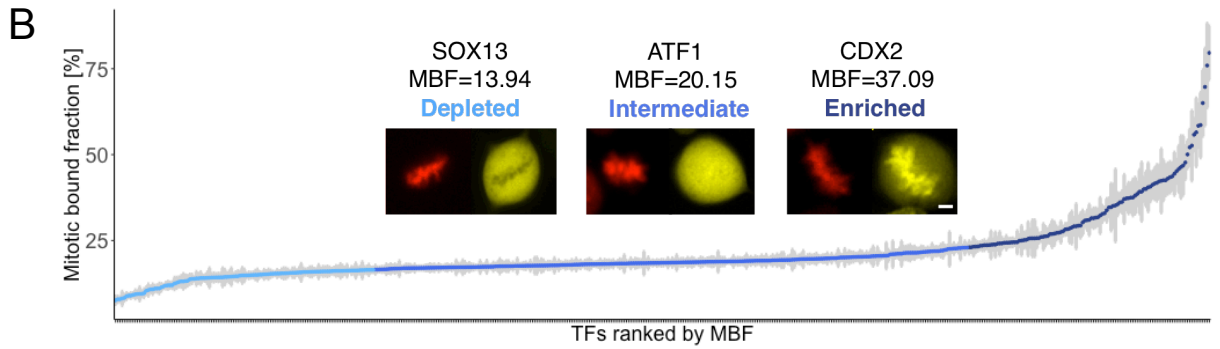 B
Mitotic bound fraction [%]
75
50
25
SOX13
MBF=13.94
Depleted
ATF1
MBF=20.15
Intermediate
CDX2
MBF=37.09
Enriched
TFs ranked by MBF